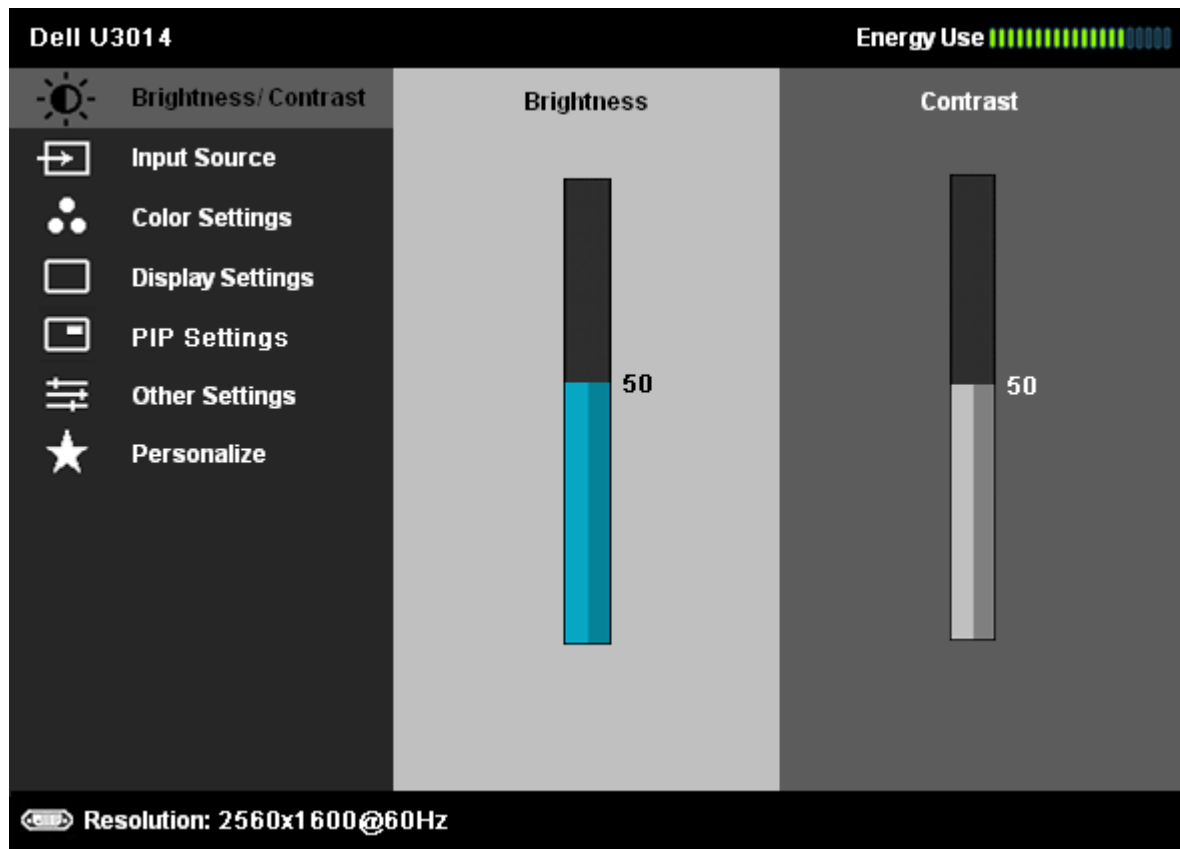 Dell U3014
Energy Use
Brightness/Contrast
Input Source
Color Settings
Display Settings
PIP Settings
Other Settings
Personalize
Brightness
50
Contrast
50
Resolution: 2560x1600@60Hz